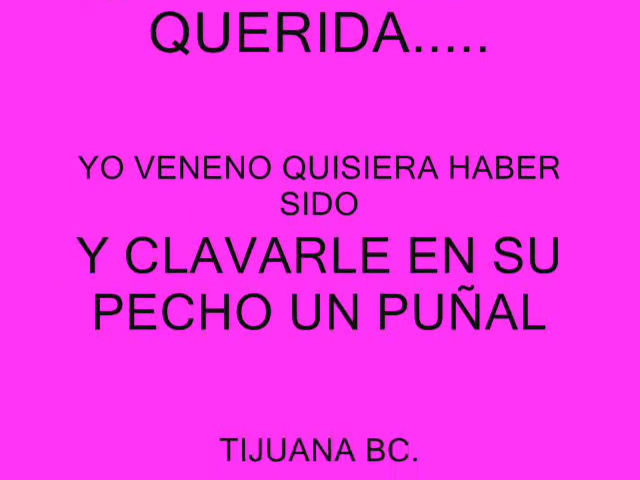 QUERIDA.....
YO VENENO QUISIERA HABER
SIDO
Y CLAVARLE EN SU
PECHO UN PUÑAL
TIJUANA BC.